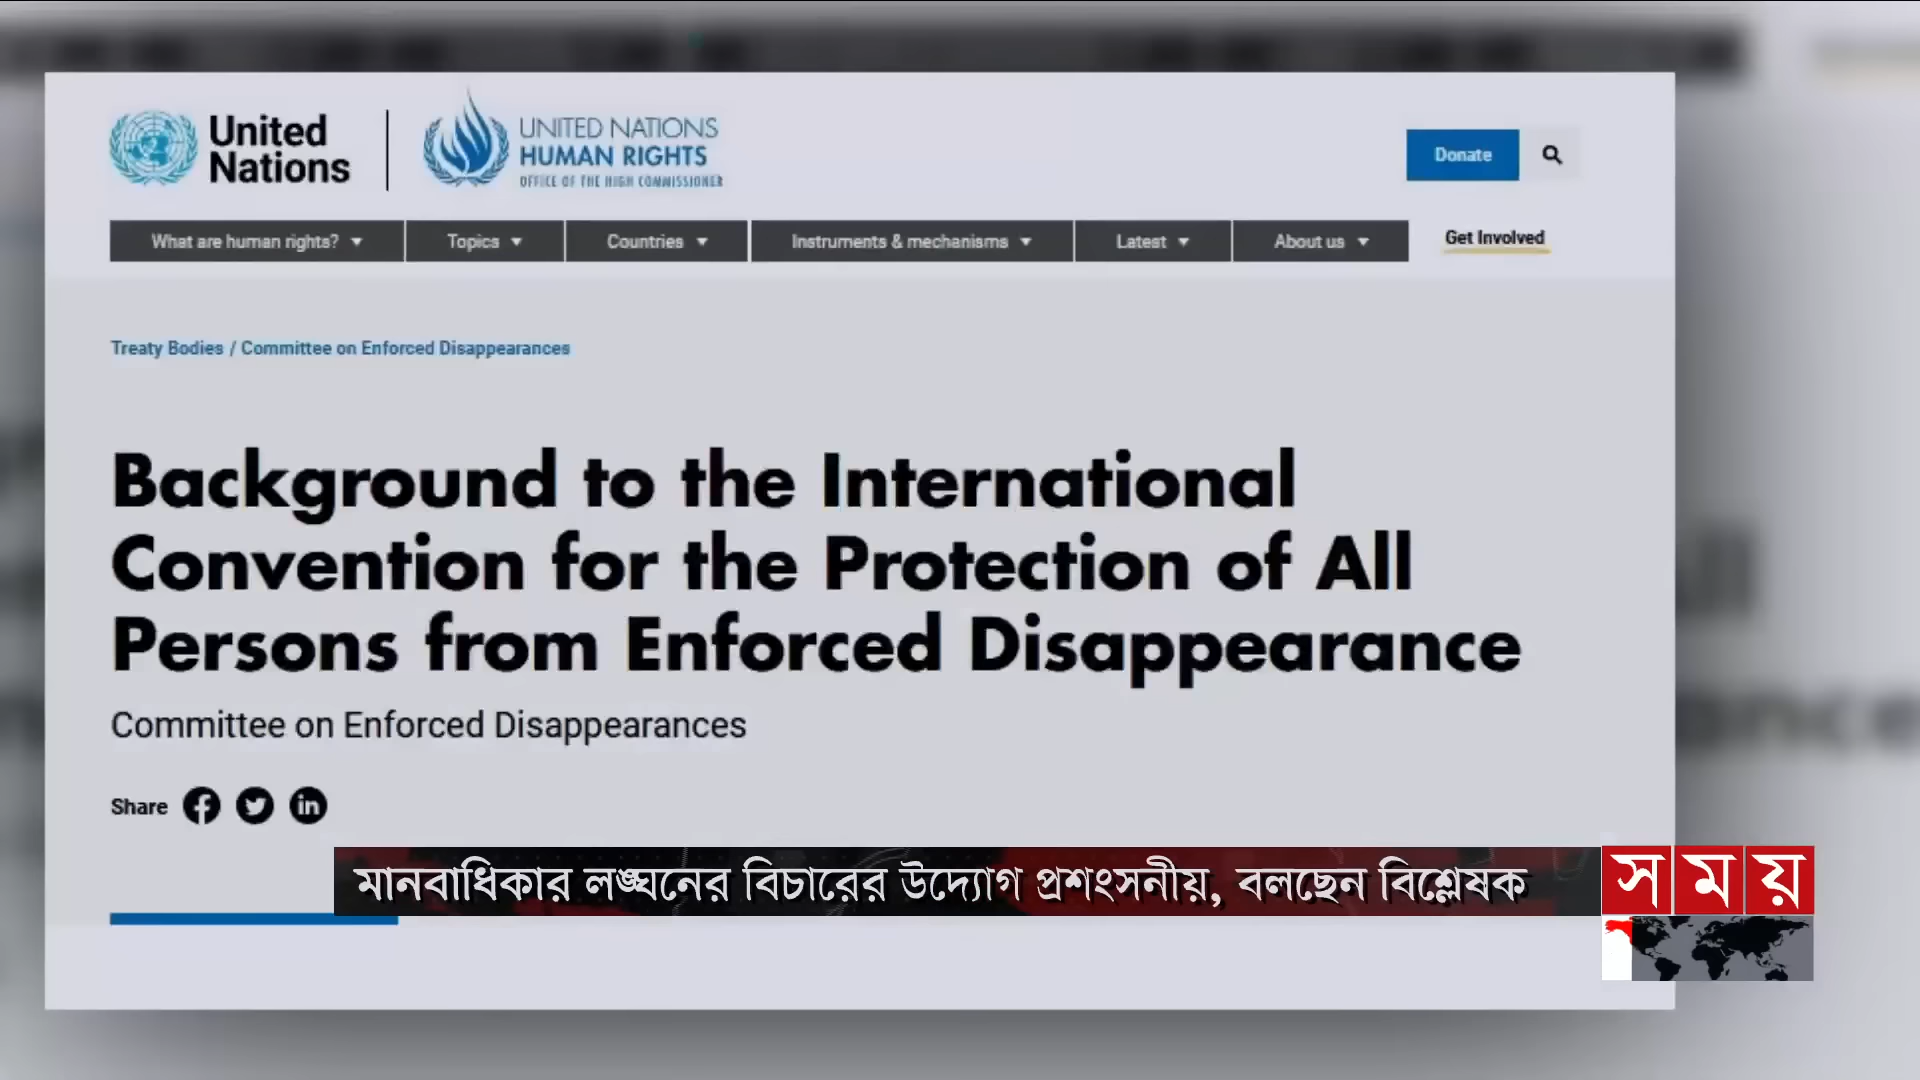 United
Nations
UNITED NATIONS
HUMAN RIGHTS
OFFICE OF THE HIGH COMMISSIONER
Donate
What are human rights?
Topics
Countries
Instruments & mechanisms
Latest
About us
Get Involved
Treaty Bodies / Committee on Enforced Disappearances
Background to the International
Convention for the Protection of All
Persons from Enforced Disappearance
Committee on Enforced Disappearances
Share
মানবাধিকার লঙ্ঘনের বিচারের উদ্যোগ প্রশংসনীয়, বলছেন বিশ্লেষক
সময়